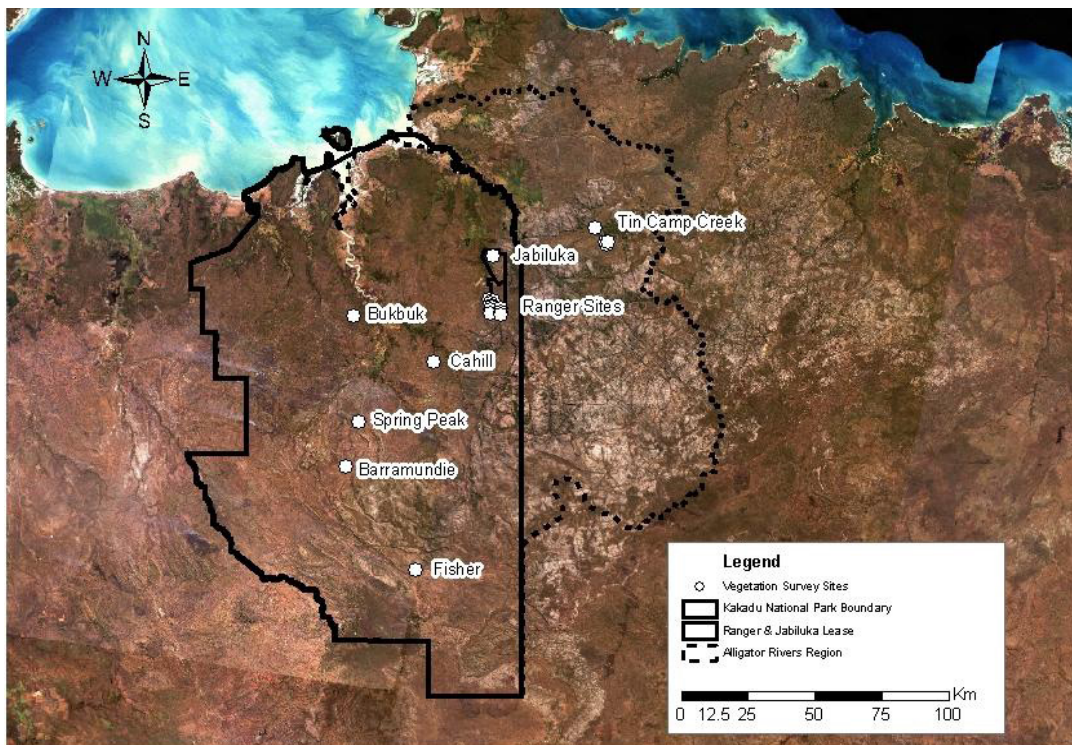 N
W E
S
Tin Camp Creek
Jabiluka
Ranger Sites
Bukbuk
Cahill
Spring Peak
Barramundie
Fisher
Legend
Vegetation Survey Sites
Kakadu National Park Boundary
Ranger & Jabiluka Lease
Alligator Rivers Region
Km
0 12.5 25 50 75 100